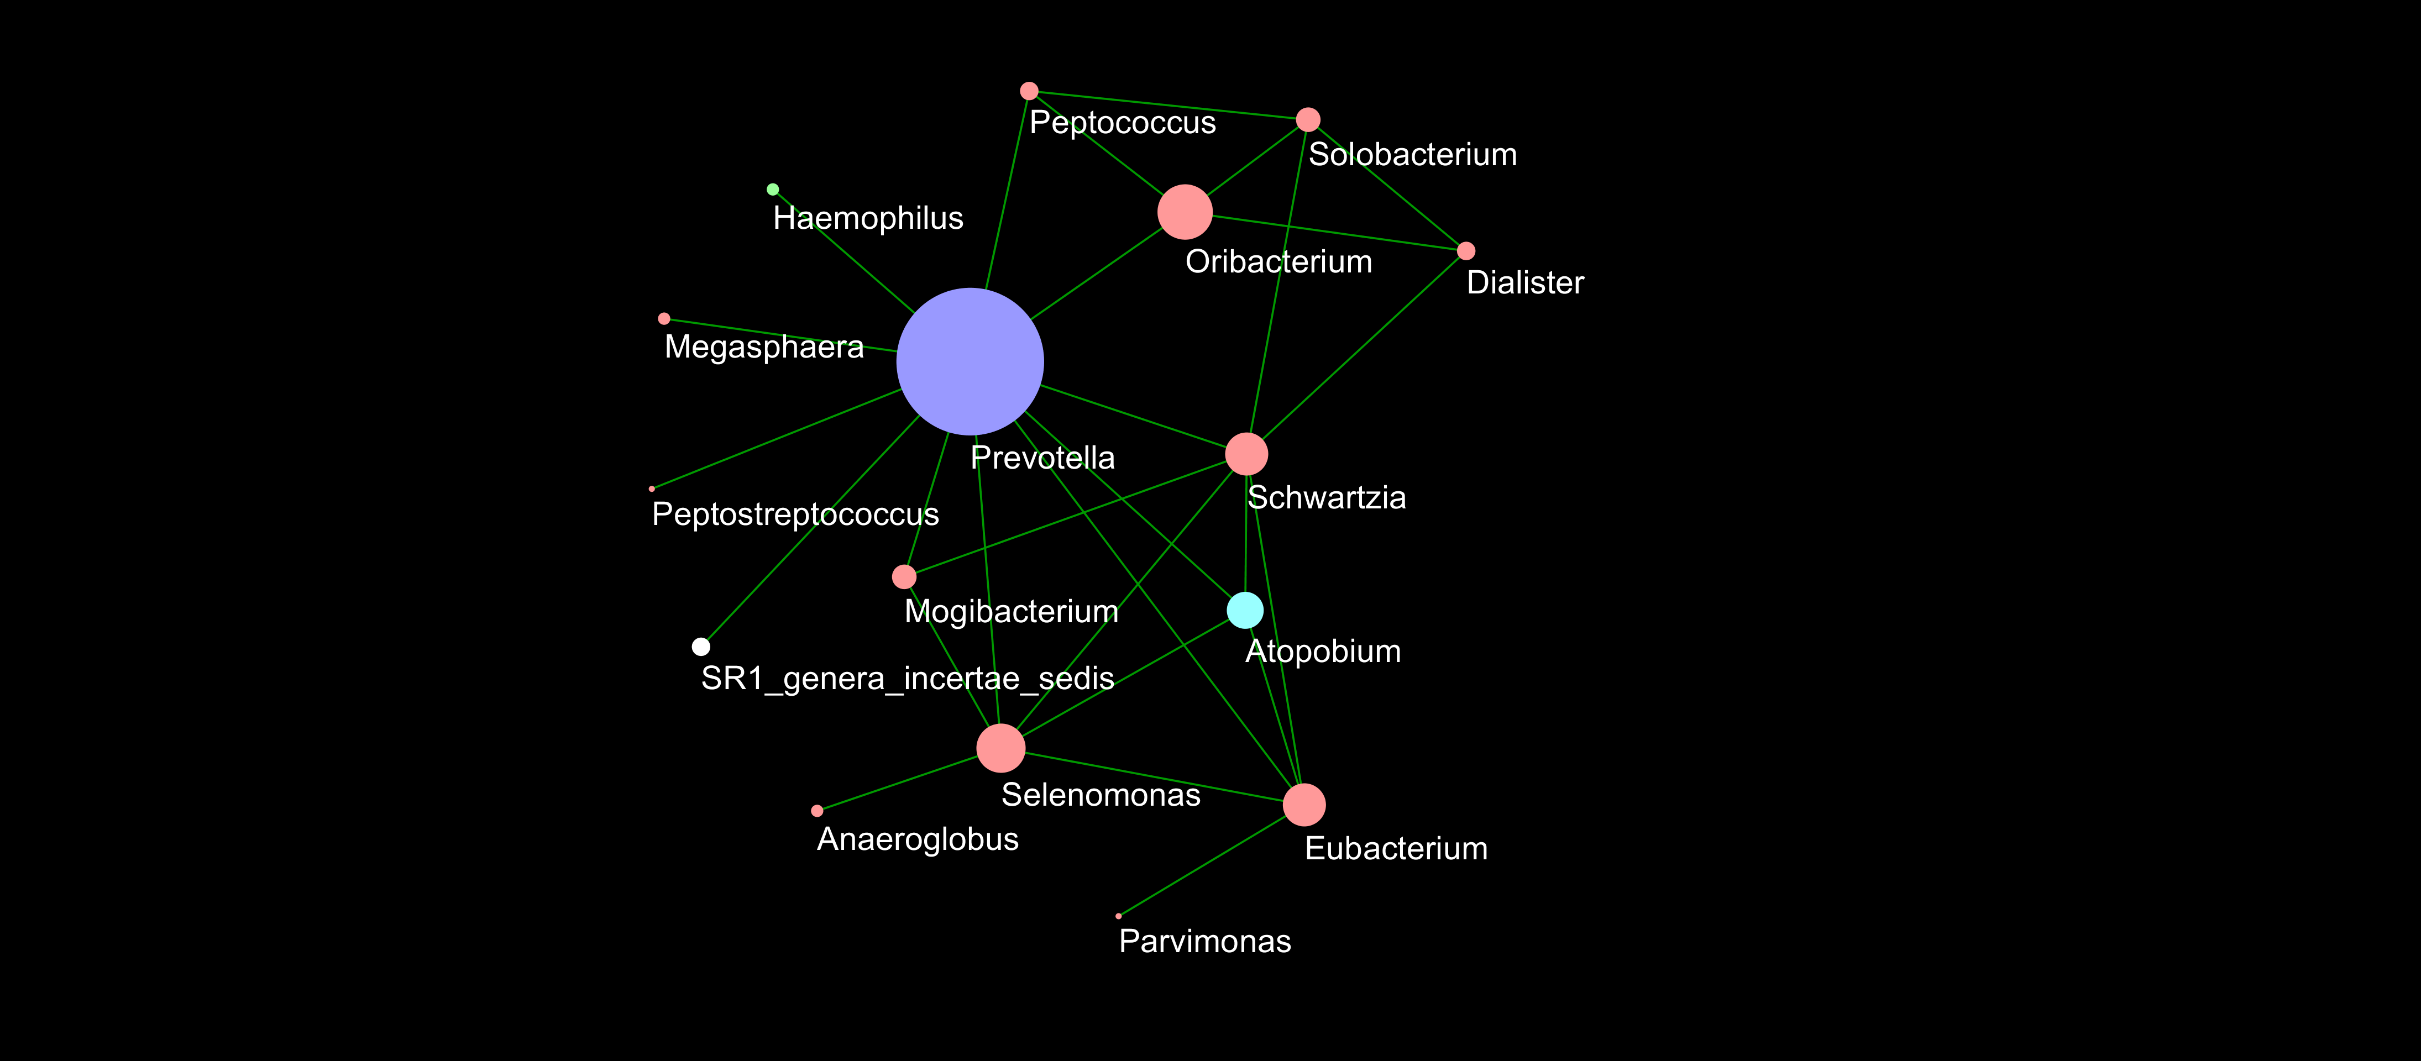 Peptococcus
Solobacterium
Haemophilus
Oribacterium
Dialister
Megasphaera
Prevotella
Schwartzia
Peptostreptococcus
Mogibacterium
Atopobium
SR1_genera_incertae_sedis
Selenomonas
Anaeroglobus
Eubacterium
Parvimonas